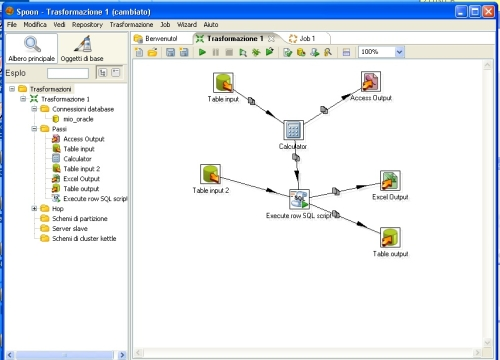 Spoon - Trasformazione 1 (cambiato)
File Modifica Vedi Repository Trasformazione Job Wizard Aiuto
Albero principale Oggetti di base
Esplo
Trasformazioni
Trasformazione 1
Connessioni database
mio_oracle
Passi
Access Output
Table input
Calculator
Table input 2
Excel Output
Table output
Execute row SQL script
Hop
Schemi di partizione
Server slave
Schemi di cluster kettle
Benvenuto! Trasformazione 1 Job 1
100%
Table input
Access Output
Calculator
Table input 2
SQL
Execute row SQL script
Excel Output
Table output